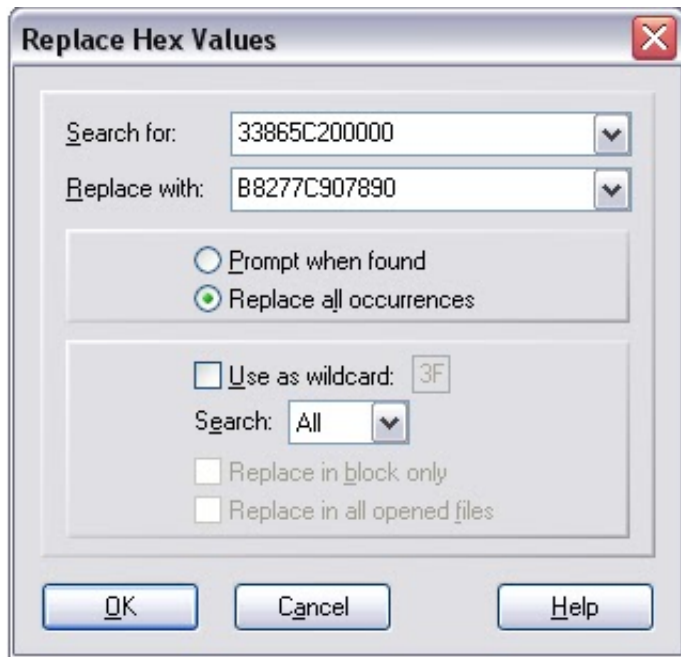 Replace Hex Values
Search for: 33865C200000
Replace with: B8277C907890
Prompt when found
Replace all occurrences
Use as wildcard: 3F
Search: All
Replace in block only
Replace in all opened files
OK Cancel Help